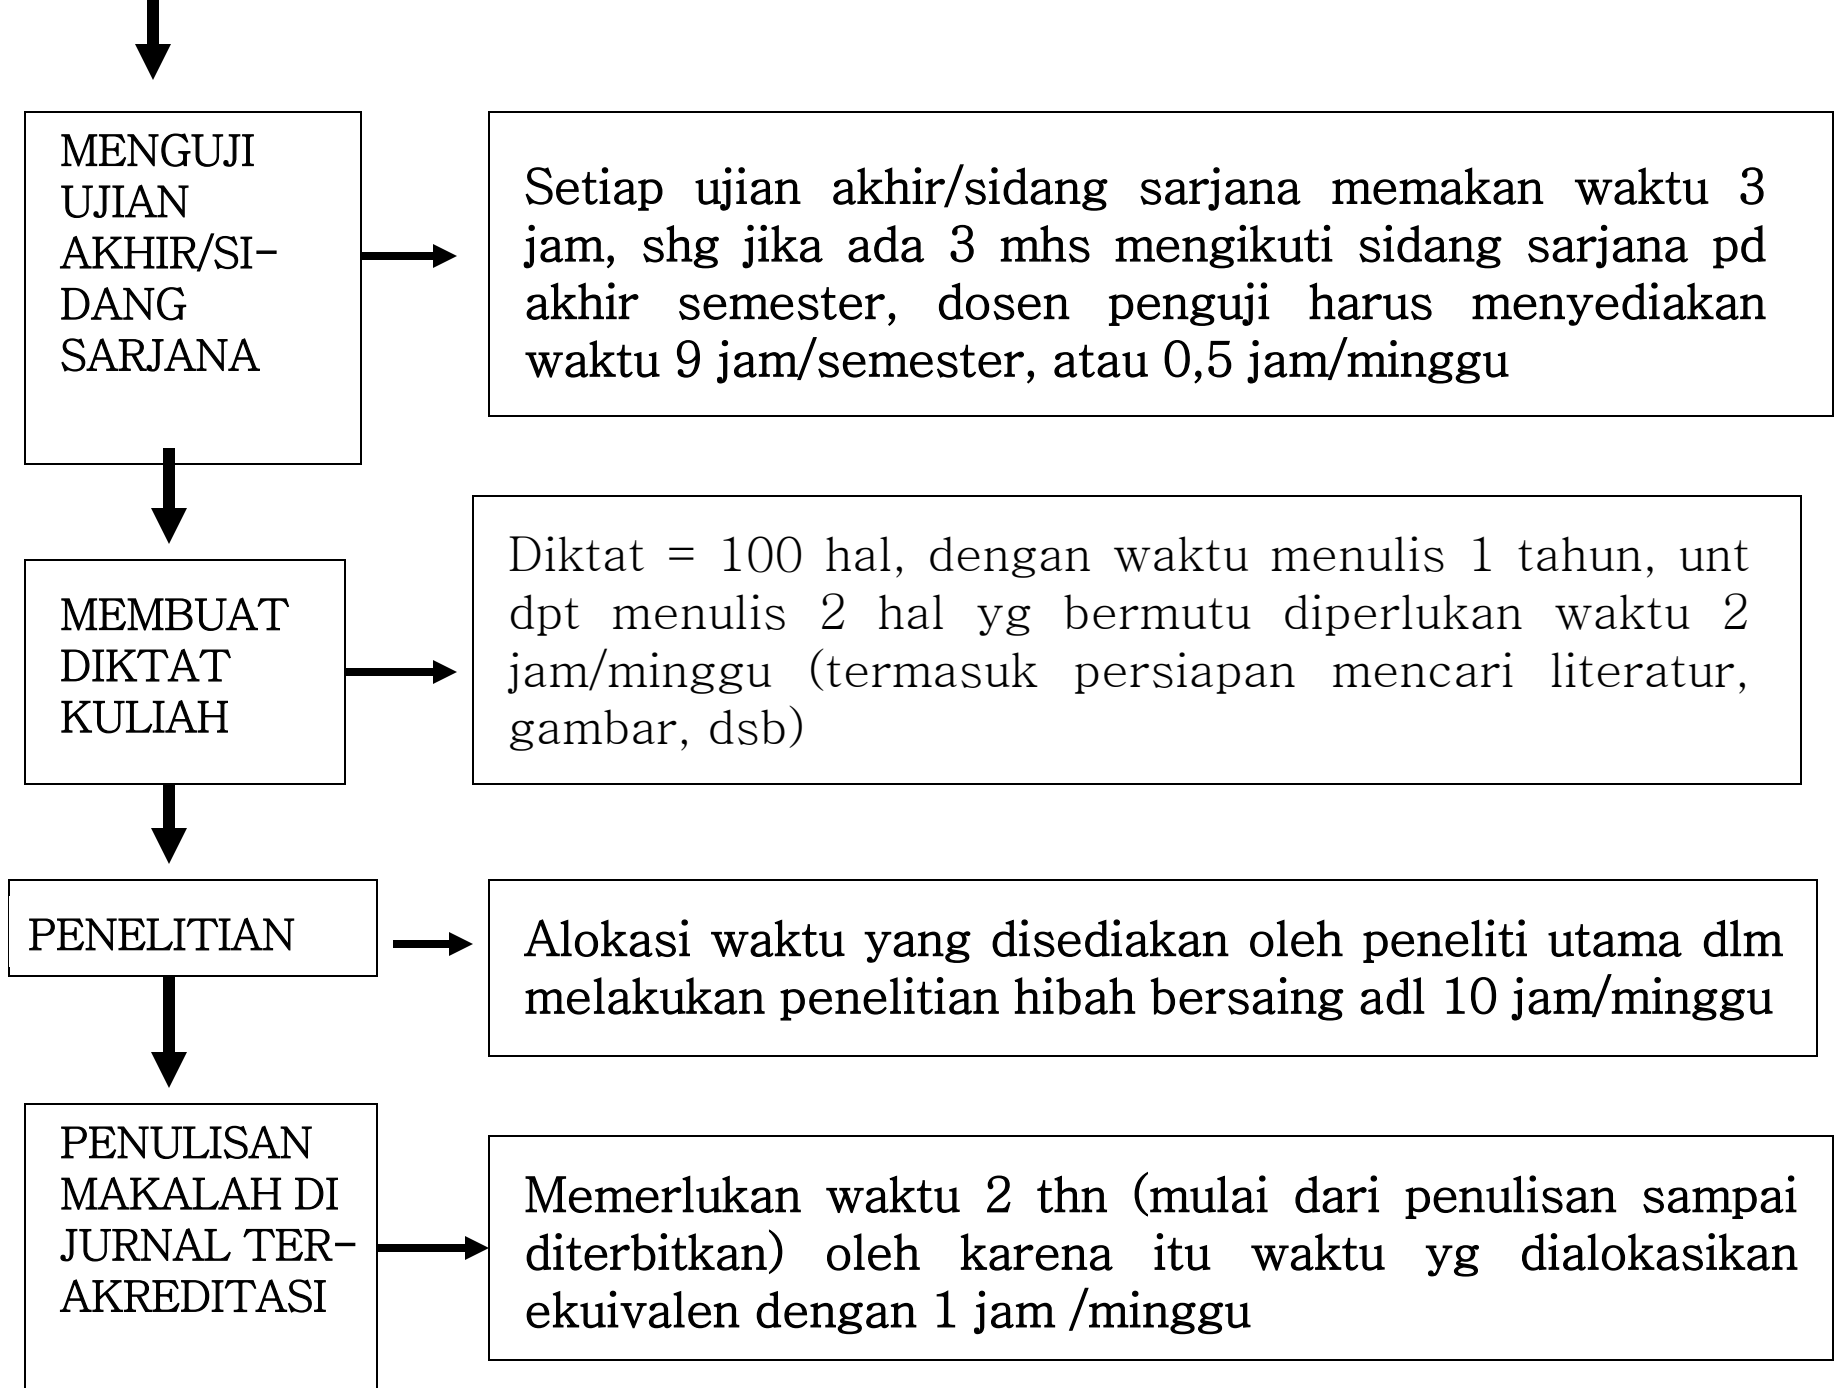 MENGUJI
UJIAN
AKHIR/SI-
DANG
SARJANA
Setiap ujian akhir/sidang sarjana memakan waktu 3
jam, shg jika ada 3 mhs mengikuti sidang sarjana pd
akhir semester, dosen penguji harus menyediakan
waktu 9 jam/semester, atau 0,5 jam/minggu
MEMBUAT
DIKTAT
KULIAH
Diktat = 100 hal, dengan waktu menulis 1 tahun, unt
dpt menulis 2 hal yg bermutu diperlukan waktu 2
jam/minggu (termasuk persiapan mencari literatur,
gambar, dsb)
PENELITIAN
Alokasi waktu yang disediakan oleh peneliti utama dlm
melakukan penelitian hibah bersaing adl 10 jam/minggu
PENULISAN
MAKALAH DI
JURNAL TER-
AKREDITASI
Memerlukan waktu 2 thn (mulai dari penulisan sampai
diterbitkan) oleh karena itu waktu yg dialokasikan
ekuivalen dengan 1 jam /minggu